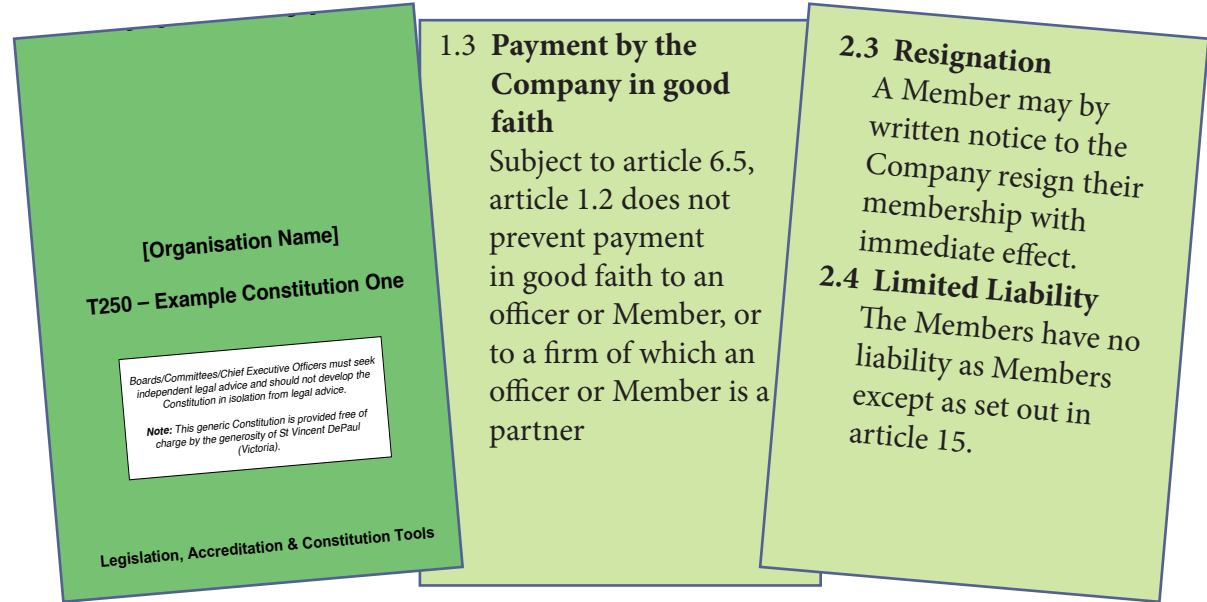 [Organisation Name]
T250 – Example Constitution One
Boards/Committees/Chief Executive Officers must seek
independent legal advice and should not develop the
Constitution in isolation from legal advice.
Note: This generic Constitution is provided free of
charge by the generosity of St Vincent DePaul
(Victoria).
Legislation, Accreditation & Constitution Tools
1.3 Payment by the
Company in good
faith
Subject to article 6.5,
article 1.2 does not
prevent payment
in good faith to an
officer or Member, or
to a firm of which an
officer or Member is a
partner
2.3 Resignation
A Member may by
written notice to the
Company resign their
membership with
immediate effect.
2.4 Limited Liability
The Members have no
liability as Members
except as set out in
article 15.